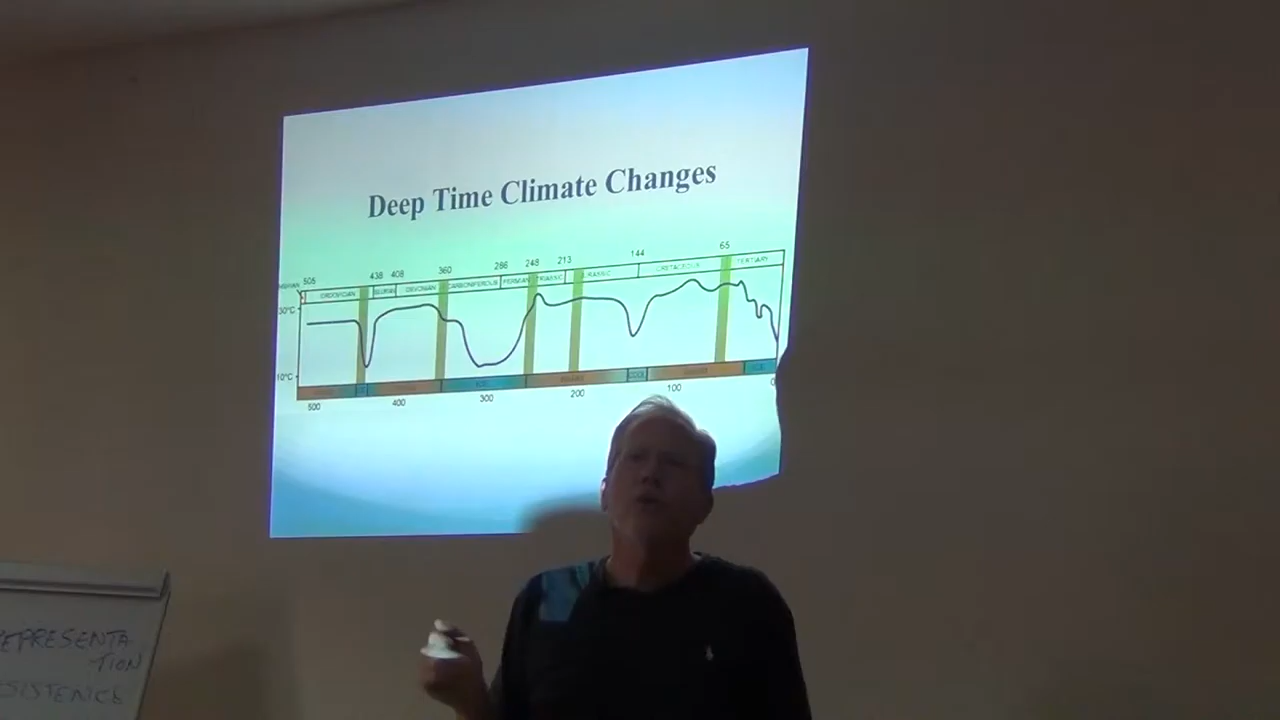 Deep Time Climate Changes
505 438 408 360 286 248 213 144 65
ORDOVICIAN SILURIAN DEVONIAN CARBONIFEROUS PERMIAN TRIASSIC JURASSIC CRETACEOUS TERTIARY
30°C
10°C
500 400 300 200 100 0
EPRESENTA
TION
SISTENCE